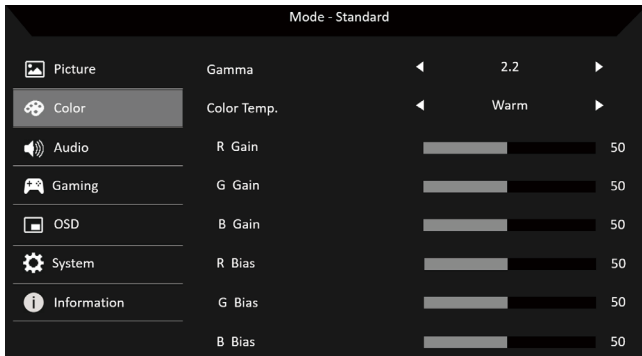 Mode - Standard
Picture
Gamma 2.2
Color
Color Temp. Warm
Audio
R Gain 50
Gaming
G Gain 50
OSD
B Gain 50
System
R Bias 50
Information
G Bias 50
B Bias 50